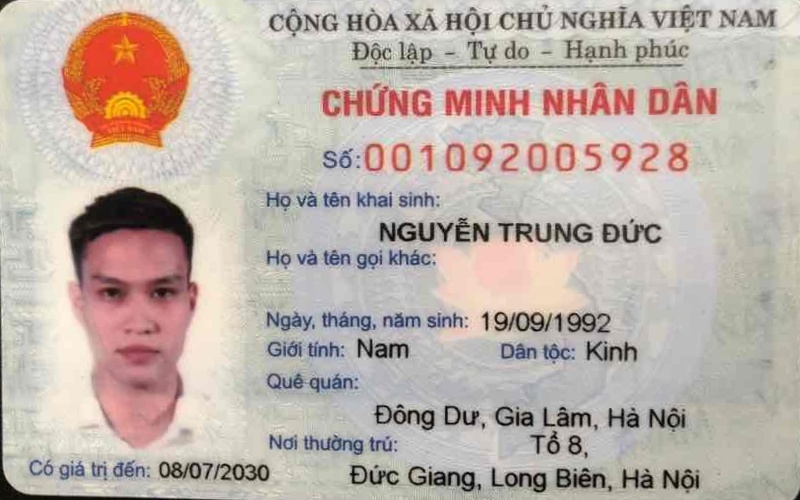 CỘNG HÒA XÃ HỘI CHỦ NGHĨA VIỆT NAM
Độc lập - Tự do - Hạnh phúc
CHỨNG MINH NHÂN DÂN
Số: 001092005928
Họ và tên khai sinh:
NGUYỄN TRUNG ĐỨC
Họ và tên gọi khác:
Ngày, tháng, năm sinh: 19/09/1992
Giới tính: Nam Dân tộc: Kinh
Quê quán:
Đông Dư, Gia Lâm, Hà Nội
Nơi thường trú: Tổ 8,
Đức Giang, Long Biên, Hà Nội
Có giá trị đến: 08/07/2030